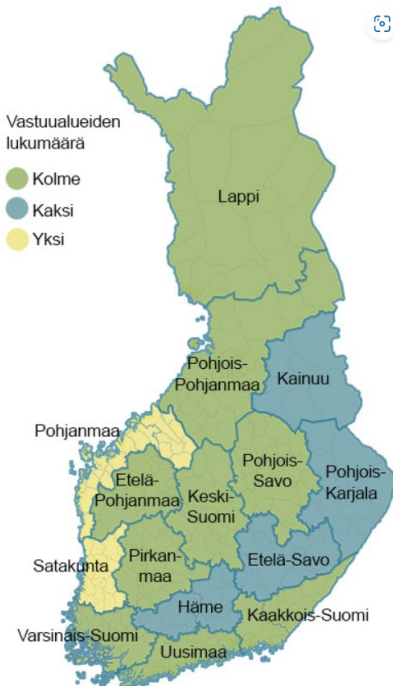 Vastuualueiden
lukumäärä
Kolme
Kaksi
Yksi
Lappi
Pohjois-
Pohjanmaa
Kainuu
Pohjanmaa
Etelä-
Pohjanmaa
Keski-
Suomi
Pohjois-
Savo
Pohjois-
Karjala
Satakunta
Pirkan-
maa
Etelä-Savo
Häme
Kaakkois-Suomi
Varsinais-Suomi
Uusimaa